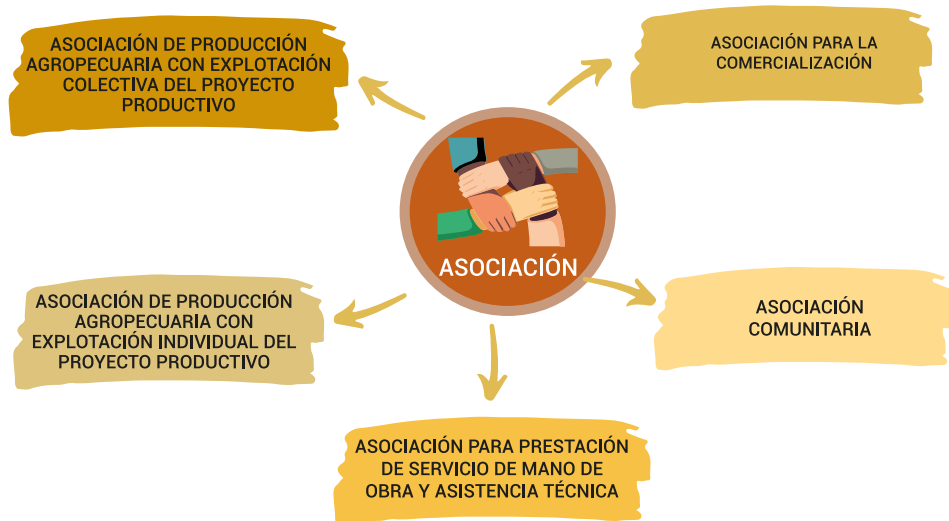 ASOCIACIÓN DE PRODUCCIÓN
AGROPECUARIA CON EXPLOTACIÓN
COLECTIVA DEL PROYECTO
PRODUCTIVO
ASOCIACIÓN PARA LA
COMERCIALIZACIÓN
ASOCIACIÓN
ASOCIACIÓN DE PRODUCCIÓN
AGROPECUARIA CON
EXPLOTACIÓN INDIVIDUAL DEL
PROYECTO PRODUCTIVO
ASOCIACIÓN
COMUNITARIA
ASOCIACIÓN PARA PRESTACIÓN
DE SERVICIO DE MANO DE
OBRA Y ASISTENCIA TÉCNICA